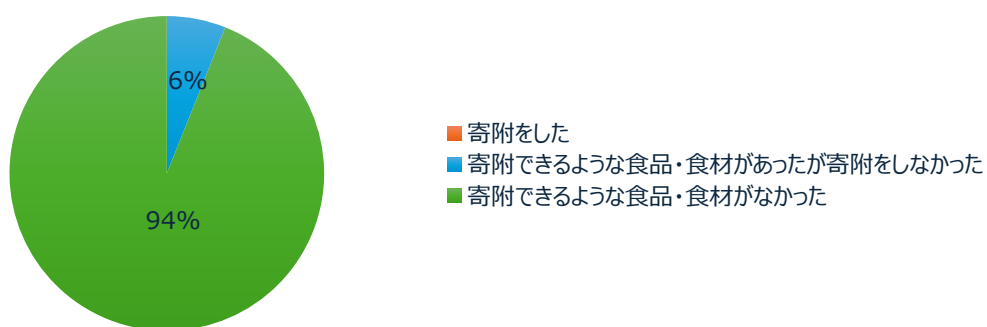 6%
94%
寄附をした
寄附できるような食品・食材があったが寄附をしなかった
寄附できるような食品・食材がなかった